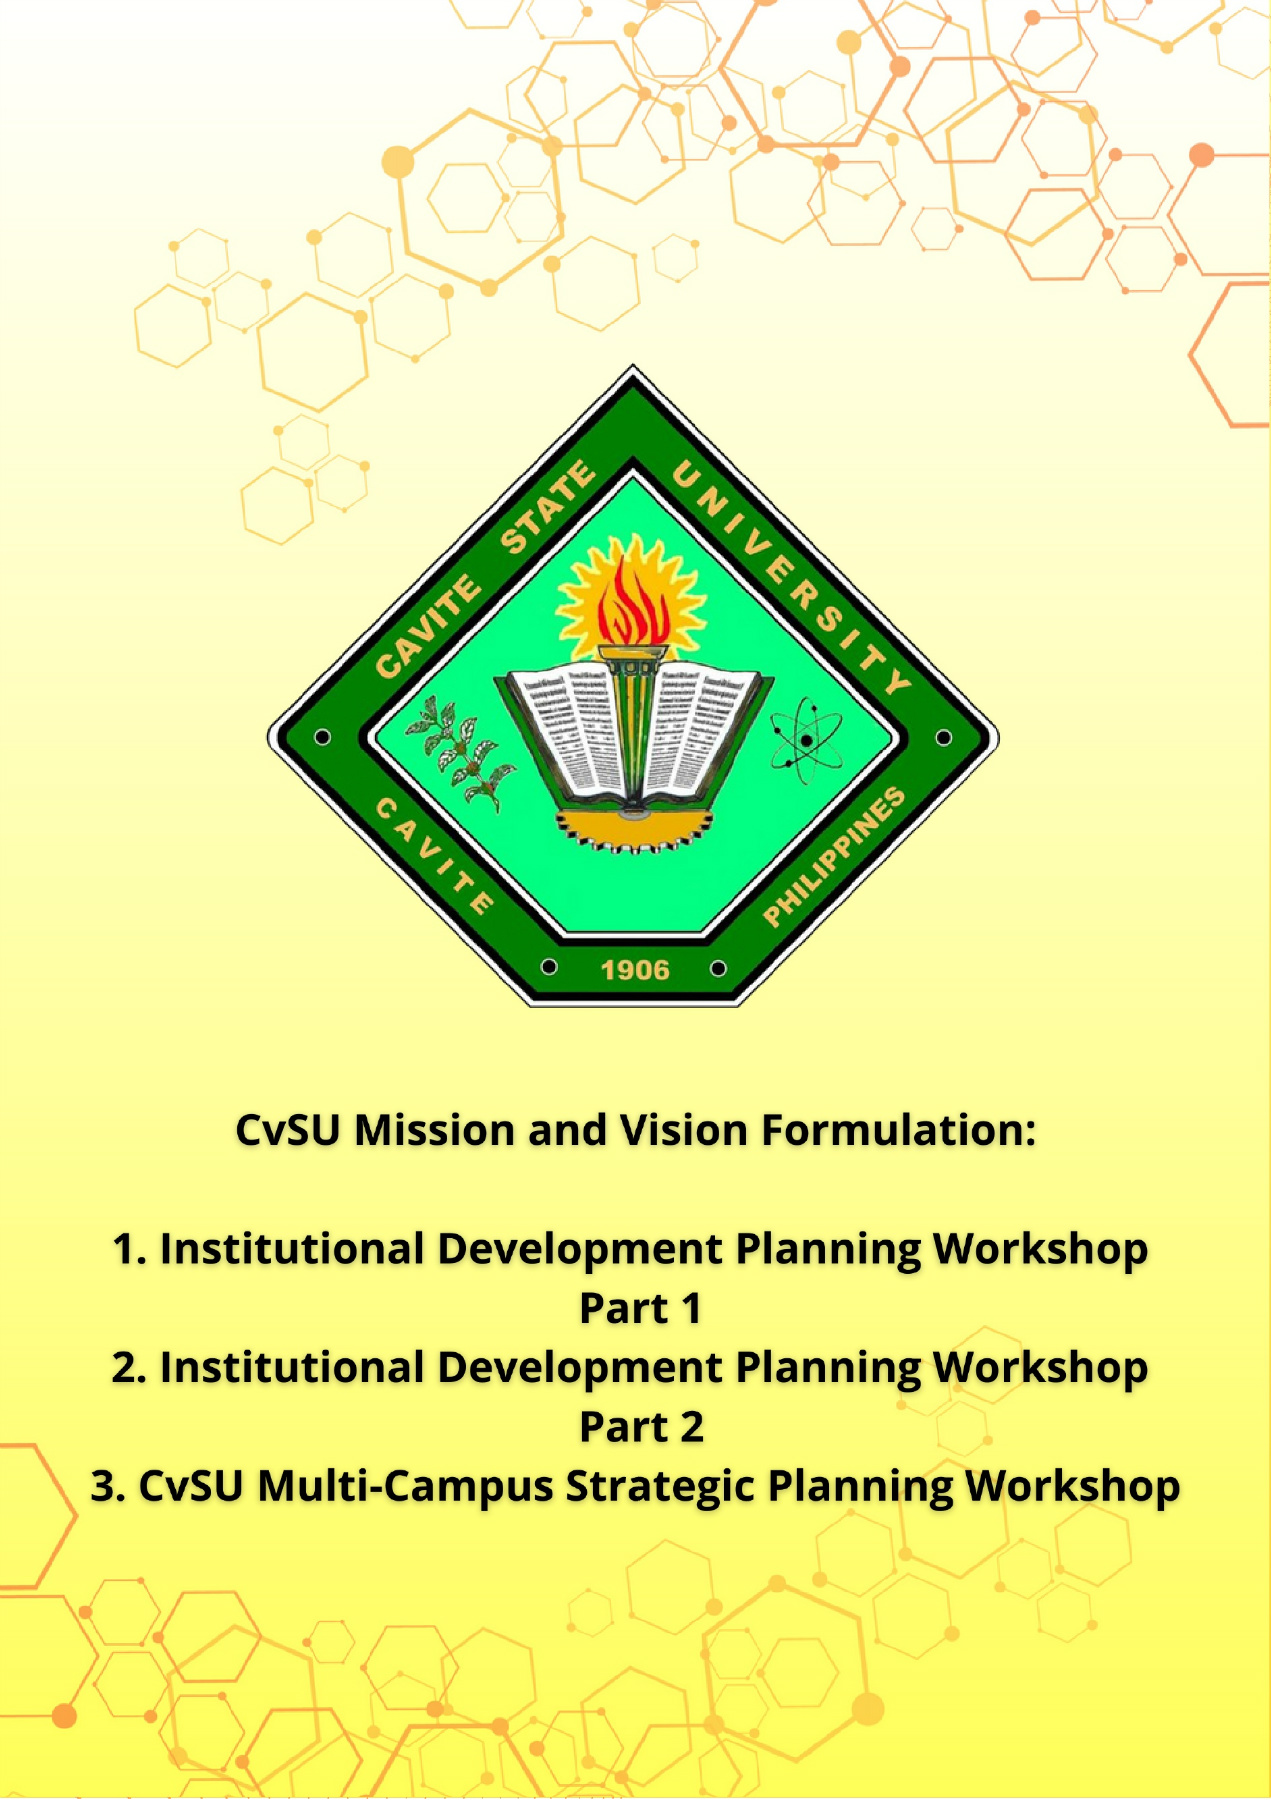 CAVITE STATE UNIVERSITY
CAVITE
PHILIPPINES
1906
CvSU Mission and Vision Formulation:
1. Institutional Development Planning Workshop
Part 1
2. Institutional Development Planning Workshop
Part 2
3. CvSU Multi-Campus Strategic Planning Workshop